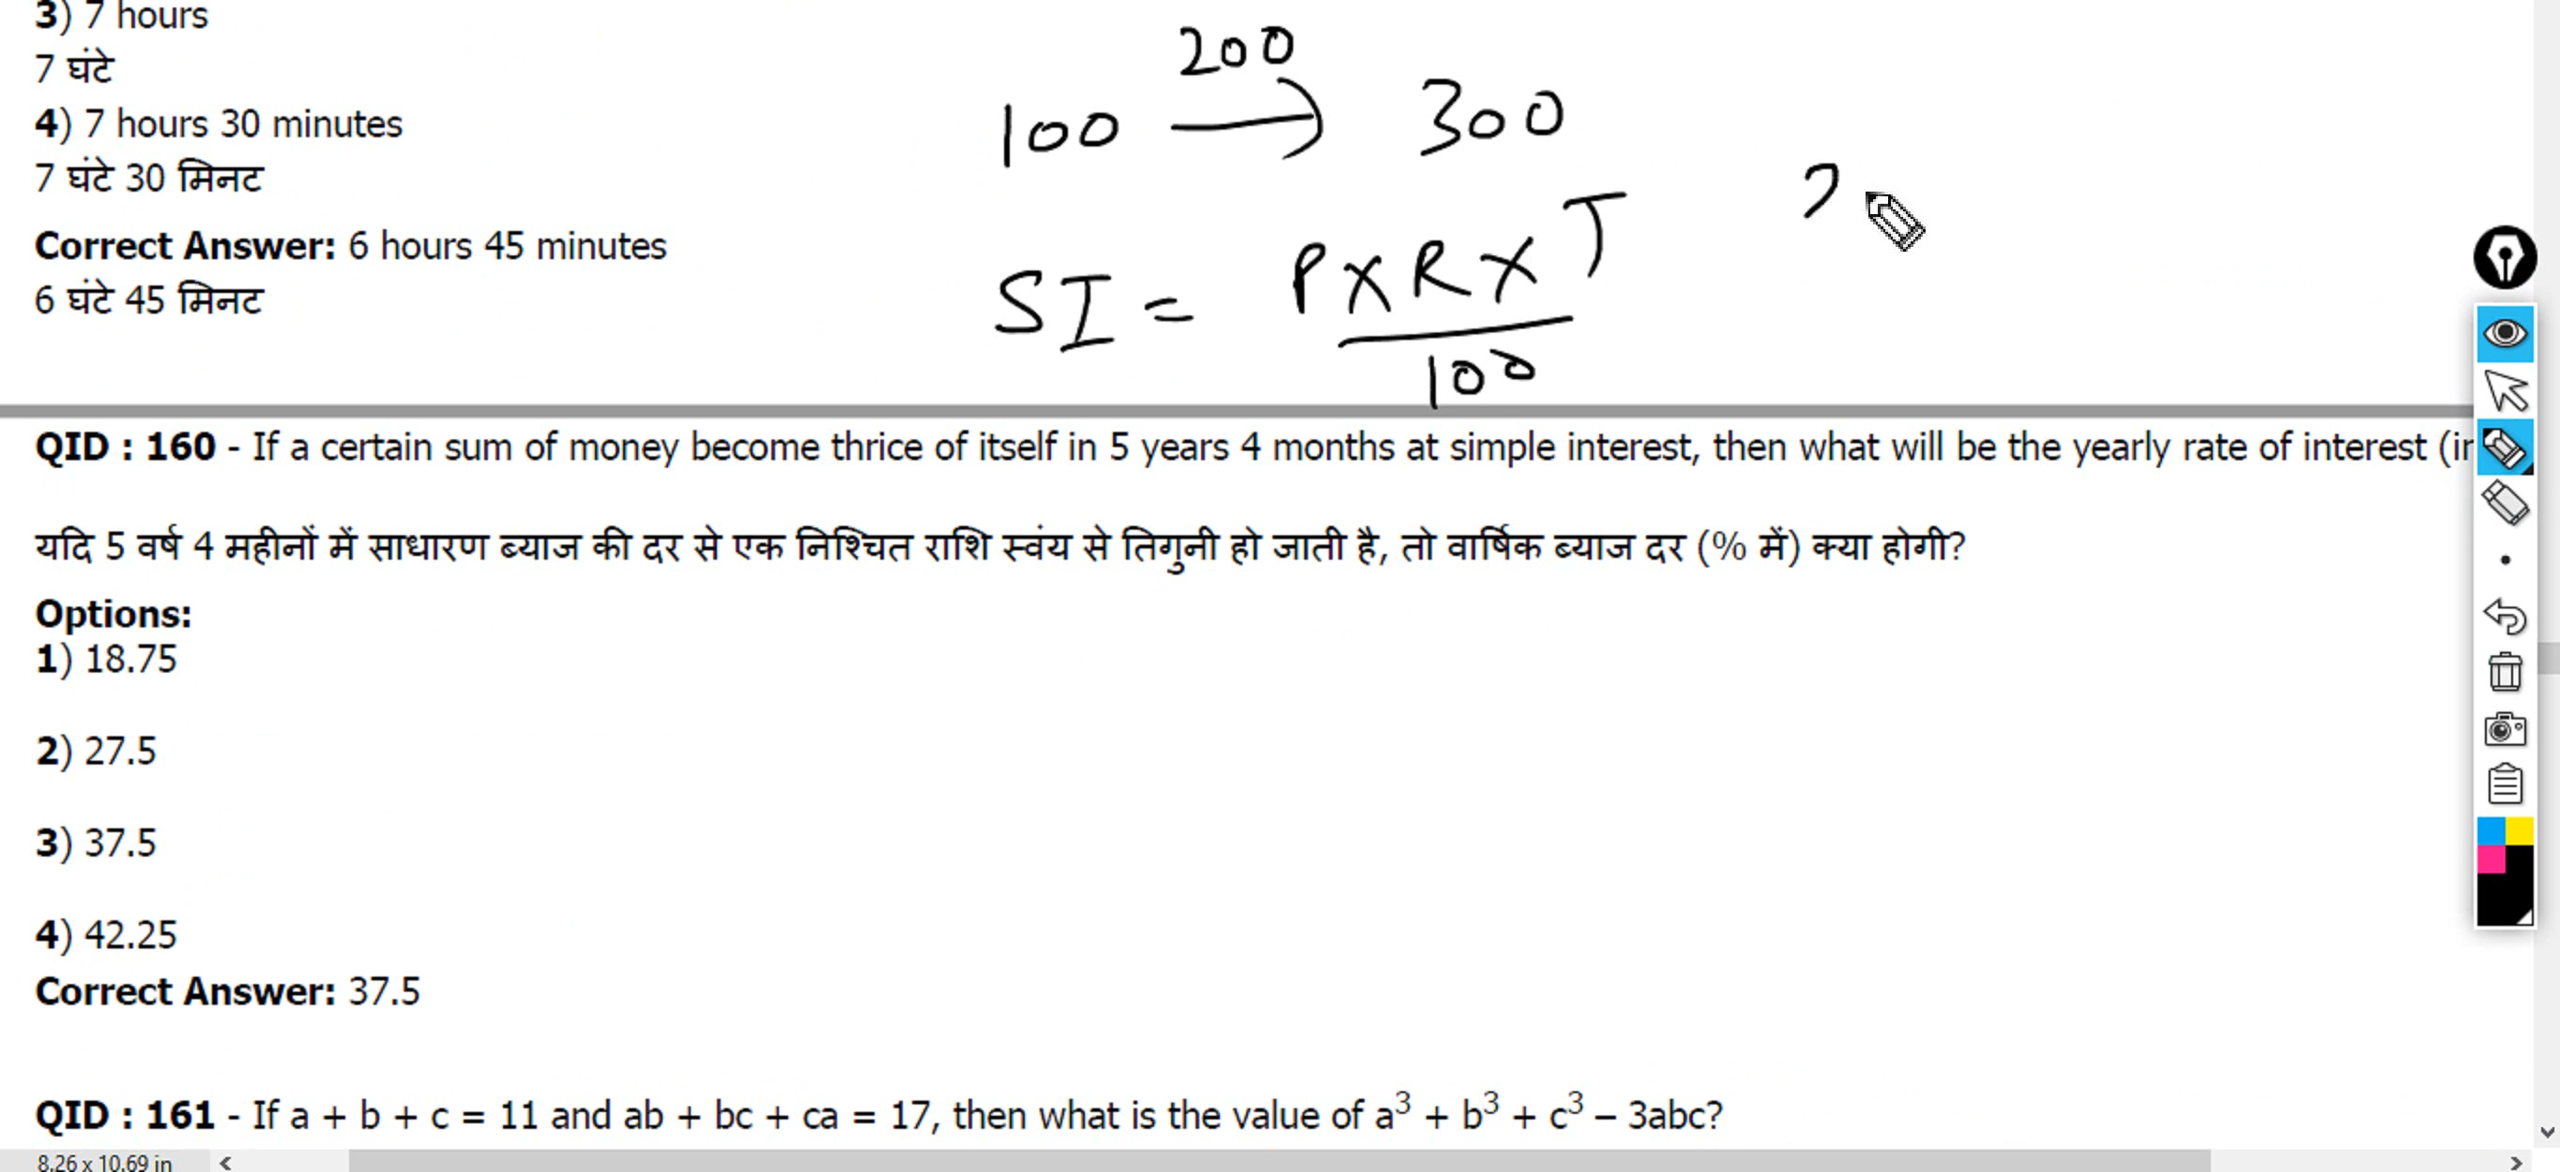 3) 7 hours
7 घंटे
4) 7 hours 30 minutes
7 घंटे 30 मिनट
Correct Answer: 6 hours 45 minutes
6 घंटे 45 मिनट
200
100 → 300
2
SI = P×R×T
100
QID : 160 - If a certain sum of money become thrice of itself in 5 years 4 months at simple interest, then what will be the yearly rate of interest (in
यदि 5 वर्ष 4 महीनों में साधारण ब्याज की दर से एक निश्चित राशि स्वंय से तिगुनी हो जाती है, तो वार्षिक ब्याज दर (% में) क्या होगी?
Options:
1) 18.75
2) 27.5
3) 37.5
4) 42.25
Correct Answer: 37.5
QID : 161 - If a + b + c = 11 and ab + bc + ca = 17, then what is the value of a³ + b³ + c³ – 3abc?
8.26 x 10.69 in